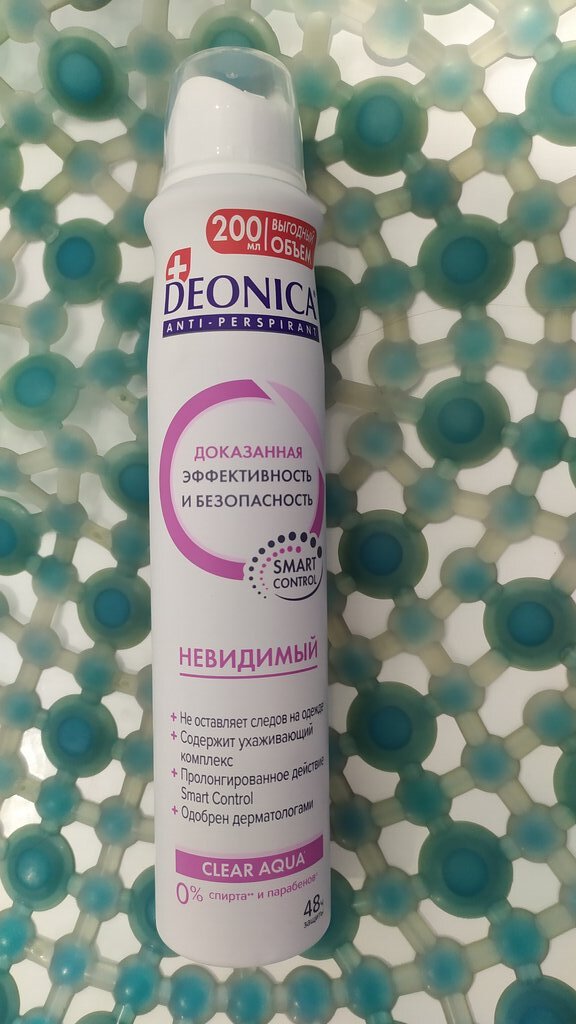 200 мл ВЫГОДНЫЙ
ОБЪЕМ
DEONICA
ANTI-PERSPIRANT
ДОКАЗАННАЯ
ЭФФЕКТИВНОСТЬ
И БЕЗОПАСНОСТЬ
SMART
CONTROL
НЕВИДИМЫЙ
+ Не оставляет следов на одежде
+ Содержит ухаживающий
комплекс
+ Пролонгированное действие
Smart Control
+ Одобрен дерматологами
CLEAR AQUA*
0% спирта** и парабенов*
48ч
защиты